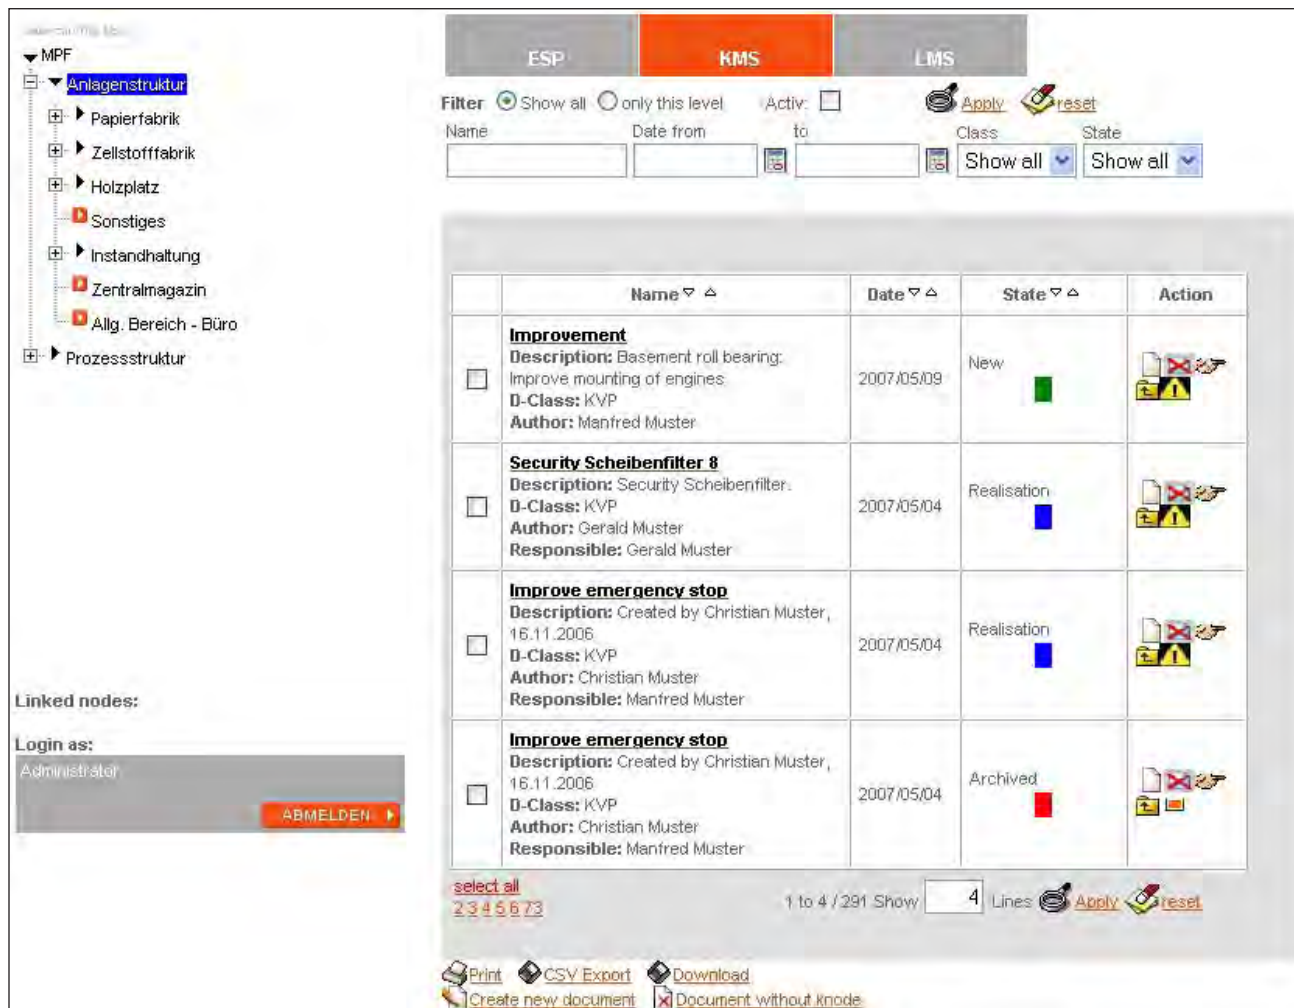 MPF
Anlagenstruktur
Papierfabrik
Zellstofffabrik
Holzplatz
Sonstiges
Instandhaltung
Zentralmagazin
Allg. Bereich - Büro
Prozessstruktur
Linked nodes:
Login as:
Administrator
ABMELDEN
ESP KMS LMS
Filter Show all only this level Activ: Apply reset
Name Date from to Class State
Show all Show all
Name Date State Action
Improvement
Description: Basement roll bearing:
Improve mounting of engines
D-Class: KVP
Author: Manfred Muster
2007/05/09
New
Security Scheibenfilter 8
Description: Security Scheibenfilter.
D-Class: KVP
Author: Gerald Muster
Responsible: Gerald Muster
2007/05/04
Realisation
Improve emergency stop
Description: Created by Christian Muster,
16.11.2006
D-Class: KVP
Author: Christian Muster
Responsible: Manfred Muster
2007/05/04
Realisation
Improve emergency stop
Description: Created by Christian Muster,
16.11.2006
D-Class: KVP
Author: Christian Muster
Responsible: Manfred Muster
2007/05/04
Archived
select all
2 3 4 5 6 73
1 to 4 / 291 Show 4 Lines Apply reset
Print CSV Export Download
Create new document Document without knode